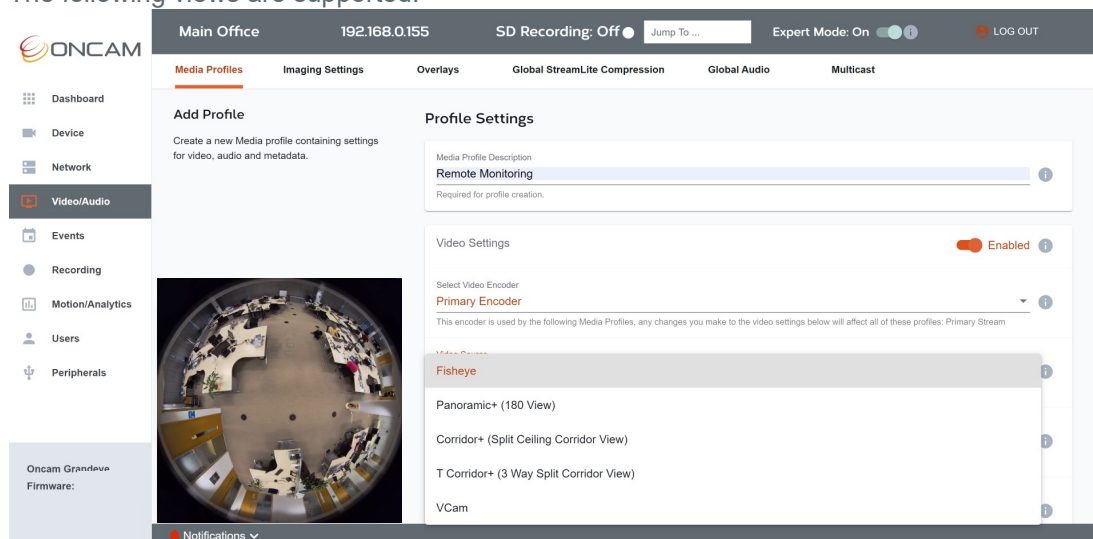 The following views are supported:
ONCAM
Main Office 192.168.0.155 SD Recording: Off Jump To ... Expert Mode: On LOG OUT
Media Profiles Imaging Settings Overlays Global StreamLite Compression Global Audio Multicast
Dashboard
Device
Network
Video/Audio
Events
Recording
Motion/Analytics
Users
Peripherals
Oncam Grandeye
Firmware:
Add Profile
Create a new Media profile containing settings
for video, audio and metadata.
Profile Settings
Media Profile Description
Remote Monitoring
Required for profile creation.
Video Settings Enabled
Select Video Encoder
Primary Encoder
This encoder is used by the following Media Profiles, any changes you make to the video settings below will affect all of these profiles: Primary Stream
Video Source
Fisheye
Panoramic+ (180 View)
Corridor+ (Split Ceiling Corridor View)
T Corridor+ (3 Way Split Corridor View)
VCam
Notifications